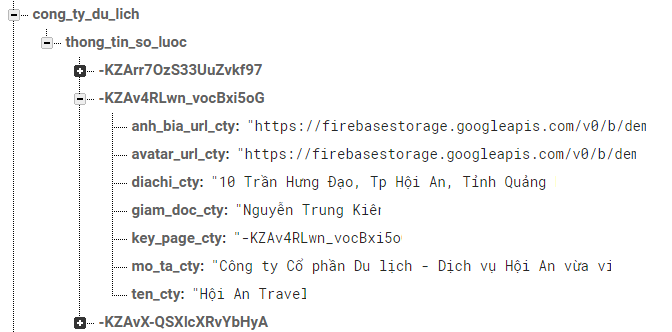 cong_ty_du_lich
thong_tin_so_luoc
-KZArr7OzS33UuZvkf97
-KZAv4RLwn_vocBxi5oG
anh_bia_url_cty: "https://firebasestorage.googleapis.com/v0/b/dem
avatar_url_cty: "https://firebasestorage.googleapis.com/v0/b/dem
diachi_cty: "10 Trần Hưng Đạo, Tp Hội An, Tỉnh Quảng
giam_doc_cty: "Nguyễn Trung Kiên
key_page_cty: "-KZAv4RLwn_vocBxi5o
mo_ta_cty: "Công ty Cổ phần Du lịch - Dịch vụ Hội An vừa vi
ten_cty: "Hội An Travel
-KZAvX-QSXIcXRvYbHyA